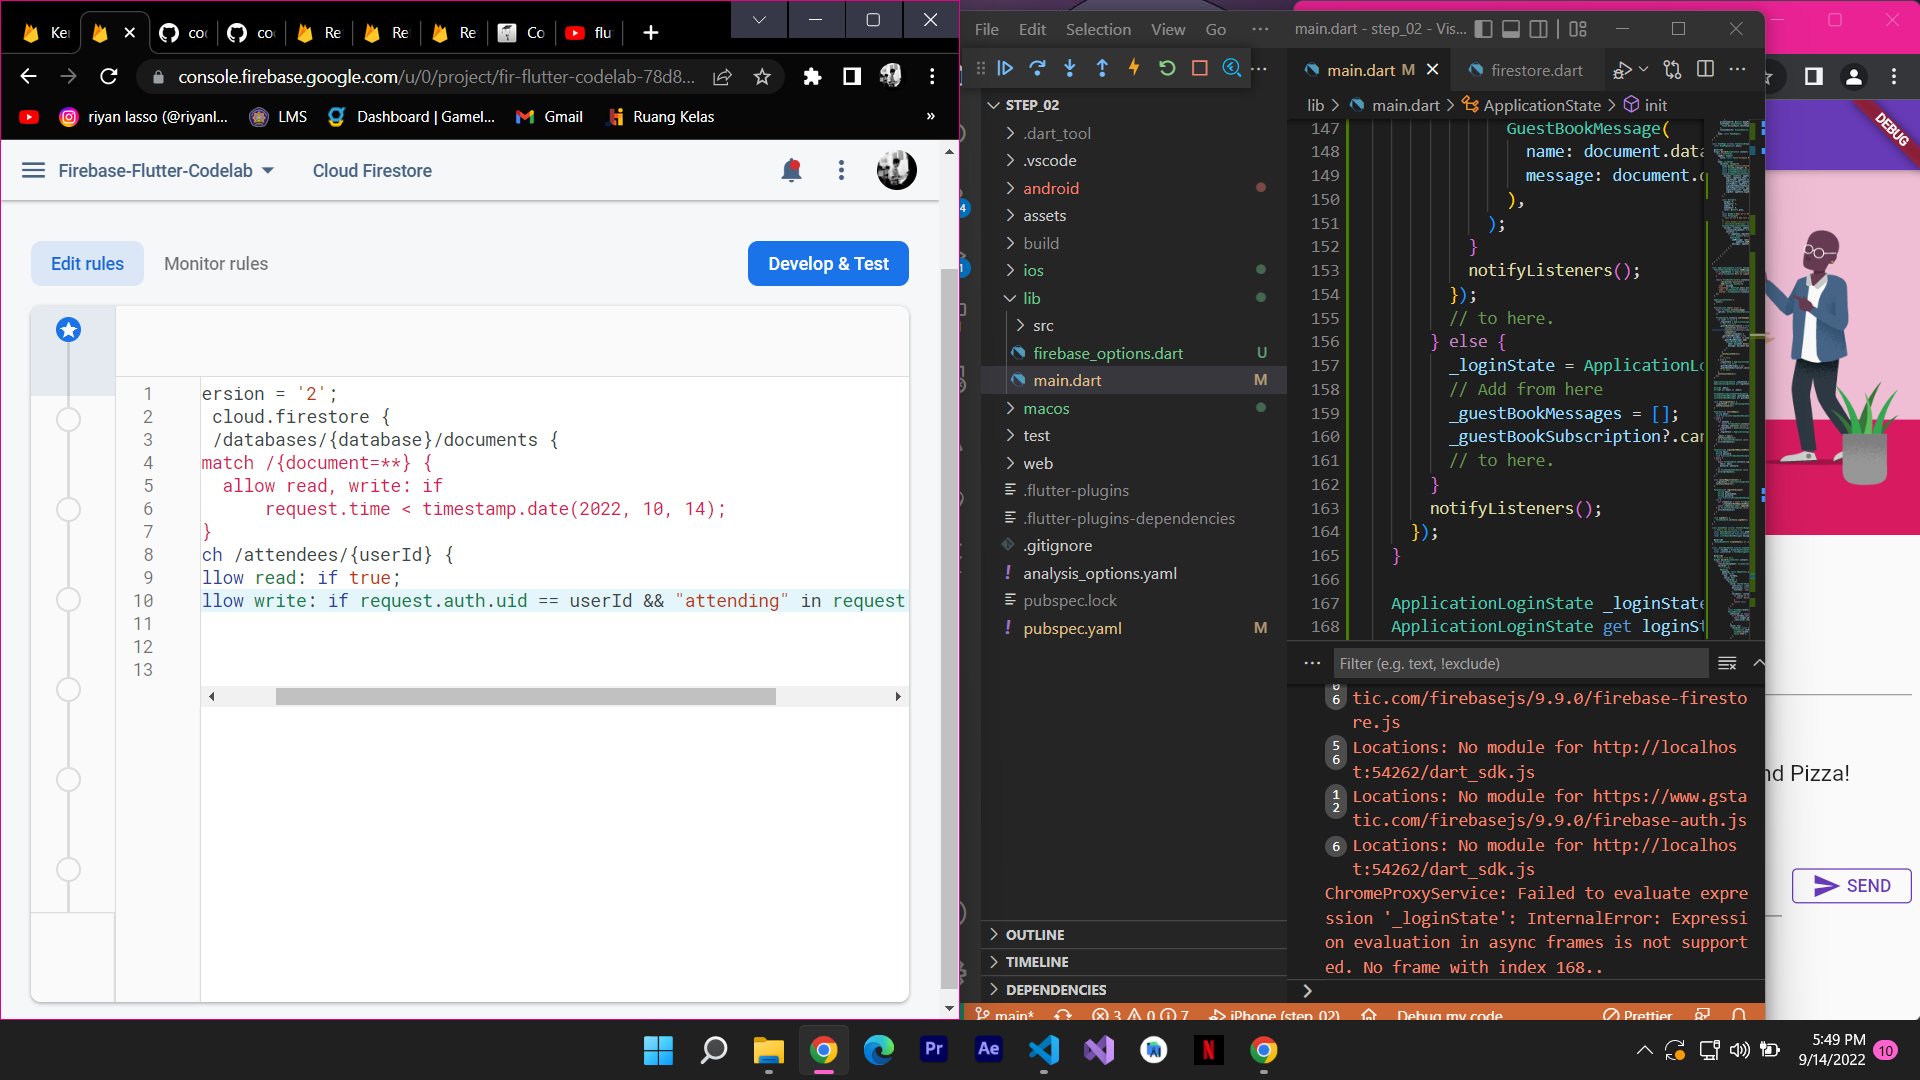 Ke
co
co
Re
Re
Re
Co
flu
console.firebase.google.com/u/0/project/fir-flutter-codelab-78d8...
riyan lasso (@riyanl...
LMS
Dashboard | Gamel...
Gmail
Ruang Kelas
»
Firebase-Flutter-Codelab
Cloud Firestore
Edit rules
Monitor rules
Develop & Test
1 ersion = '2';
2 cloud.firestore {
3 /databases/{database}/documents {
4 match /{document=**} {
5 allow read, write: if
6 request.time < timestamp.date(2022, 10, 14);
7 }
8 ch /attendees/{userId} {
9 llow read: if true;
10 llow write: if request.auth.uid == userId && "attending" in request
11
12
13
File Edit Selection View Go ...
main.dart - step_02 - Vis...
main.dart M
firestore.dart
lib > main.dart > ApplicationState > init
4
1
STEP_02
.dart_tool
.vscode
android
assets
build
ios
lib
src
firebase_options.dart U
main.dart M
macos
test
web
.flutter-plugins
.flutter-plugins-dependencies
.gitignore
! analysis_options.yaml
pubspec.lock
! pubspec.yaml M
OUTLINE
TIMELINE
DEPENDENCIES
147 GuestBookMessage(
148 name: document.data
149 message: document.d
150 ),
151 );
152 }
153 notifyListeners();
154 });
155 // to here.
156 } else {
157 _loginState = ApplicationLo
158 // Add from here
159 _guestBookMessages = [];
160 _guestBookSubscription?.can
161 // to here.
162 }
163 notifyListeners();
164 });
165 }
166
167 ApplicationLoginState _loginState
168 ApplicationLoginState get loginSt
Filter (e.g. text, !exclude)
6 tic.com/firebasejs/9.9.0/firebase-firesto
re.js
56 Locations: No module for http://localhos
t:54262/dart_sdk.js
12 Locations: No module for https://www.gsta
tic.com/firebasejs/9.9.0/firebase-auth.js
6 Locations: No module for http://localhos
t:54262/dart_sdk.js
ChromeProxyService: Failed to evaluate expre
ssion '_loginState': InternalError: Expressi
on evaluation in async frames is not support
ed. No frame with index 168..
main* 3 0 7 iPhone (step_02) Debug my code Prettier
DEBUG
nd Pizza!
SEND
Pr
Ae
N
5:49 PM
9/14/2022
10